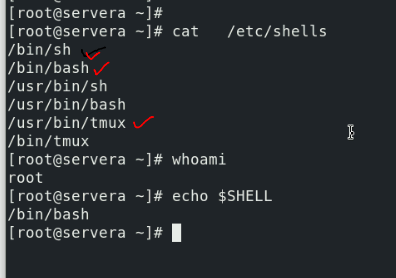 [root@servera ~]#
[root@servera ~]# cat   /etc/shells
/bin/sh
/bin/bash
/usr/bin/sh
/usr/bin/bash
/usr/bin/tmux
/bin/tmux
[root@servera ~]# whoami
root
[root@servera ~]# echo $SHELL
/bin/bash
[root@servera ~]#